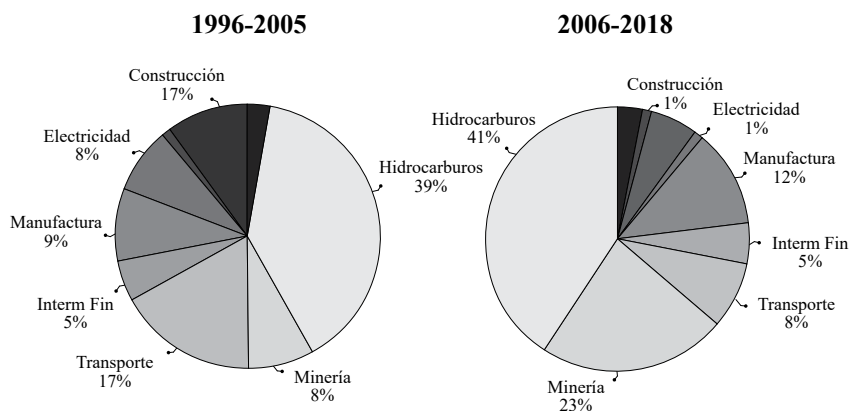 1996-2005
Construcción
17%
Electricidad
8%
Manufactura
9%
Interm Fin
5%
Transporte
17%
Minería
8%
Hidrocarburos
39%
2006-2018
Hidrocarburos
41%
Construcción
1%
Electricidad
1%
Manufactura
12%
Interm Fin
5%
Transporte
8%
Minería
23%